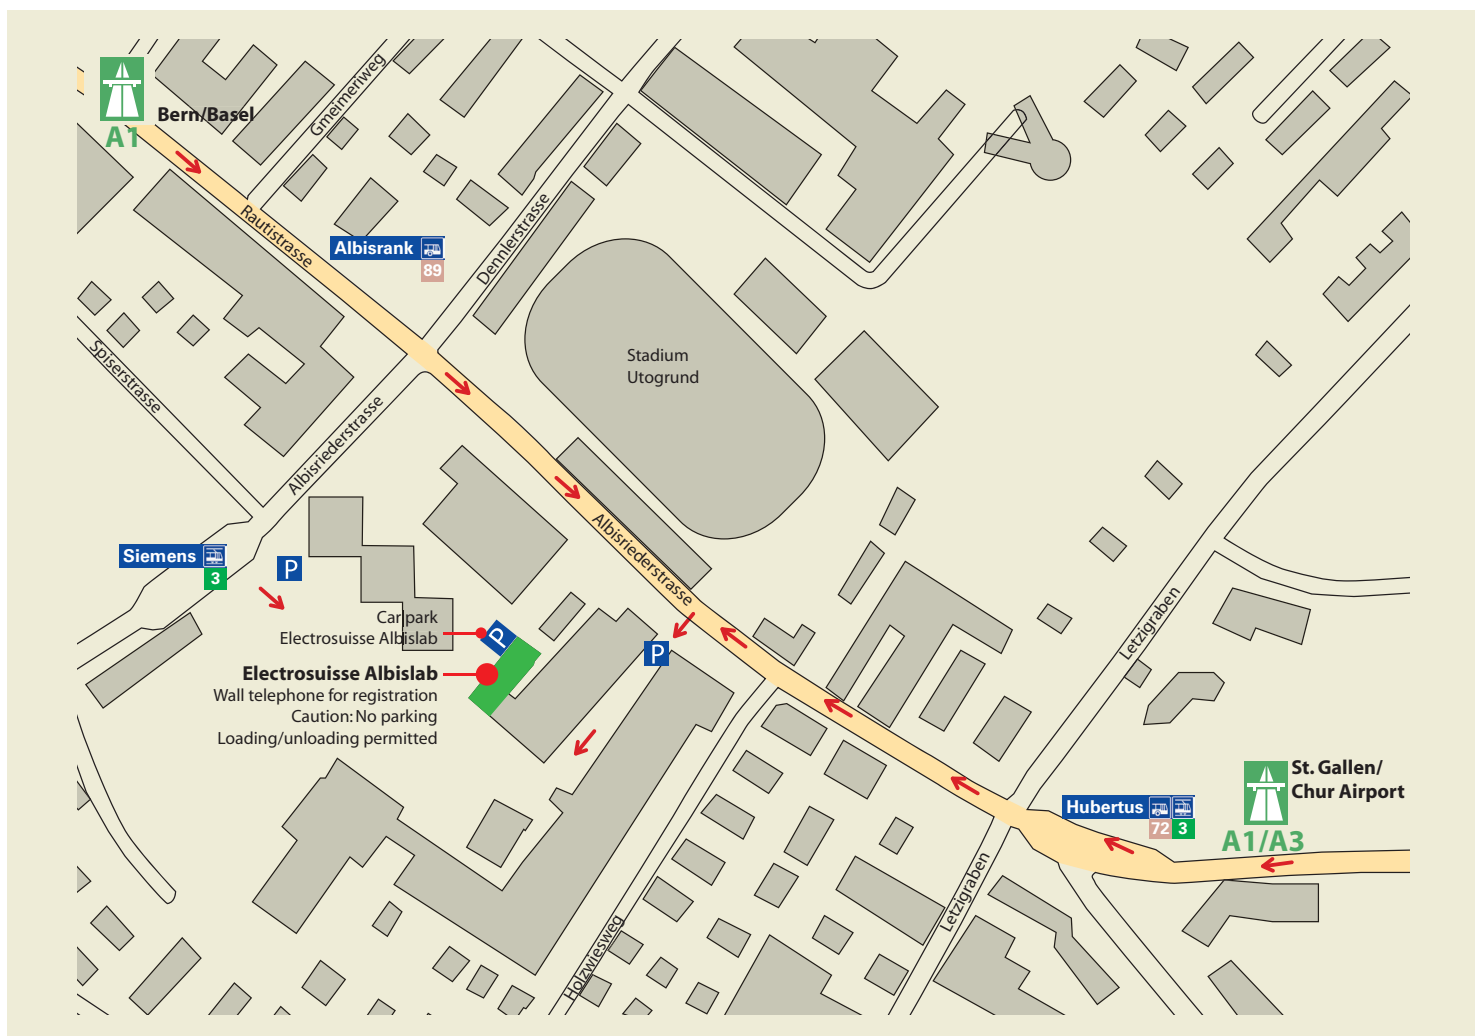 Bern/Basel
A1
Gmeimeriweg
Rautistrasse
Albisrank
89
Dennlerstrasse
Spiserstrasse
Stadium
Utogrund
Albisriederstrasse
Albisriederstrasse
Siemens
3
P
Carpark
Electrosuisse Albislab
P
P
Electrosuisse Albislab
Wall telephone for registration
Caution: No parking
Loading/unloading permitted
Letzigraben
St. Gallen/
Chur Airport
A1/A3
Hubertus
72 3
Letzigraben
Holzwiesweg